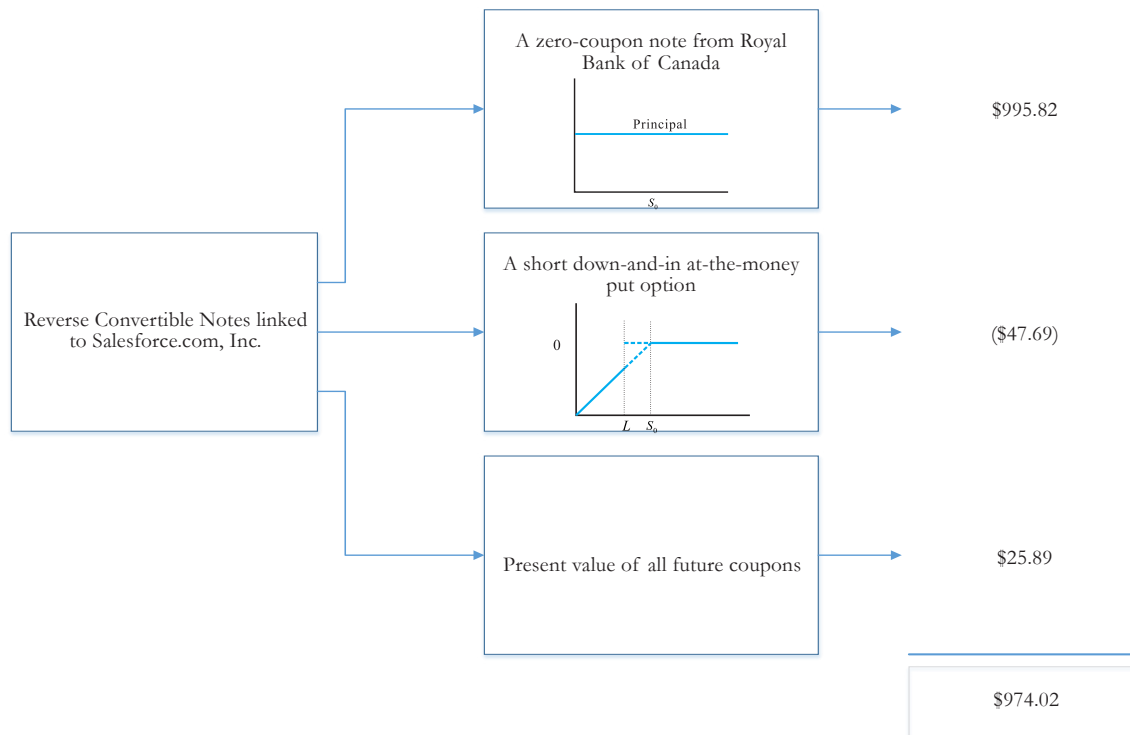 A zero-coupon note from Royal
Bank of Canada
Principal
S₀
$995.82
Reverse Convertible Notes linked
to Salesforce.com, Inc.
A short down-and-in at-the-money
put option
0
L S₀
($47.69)
Present value of all future coupons
$25.89
$974.02